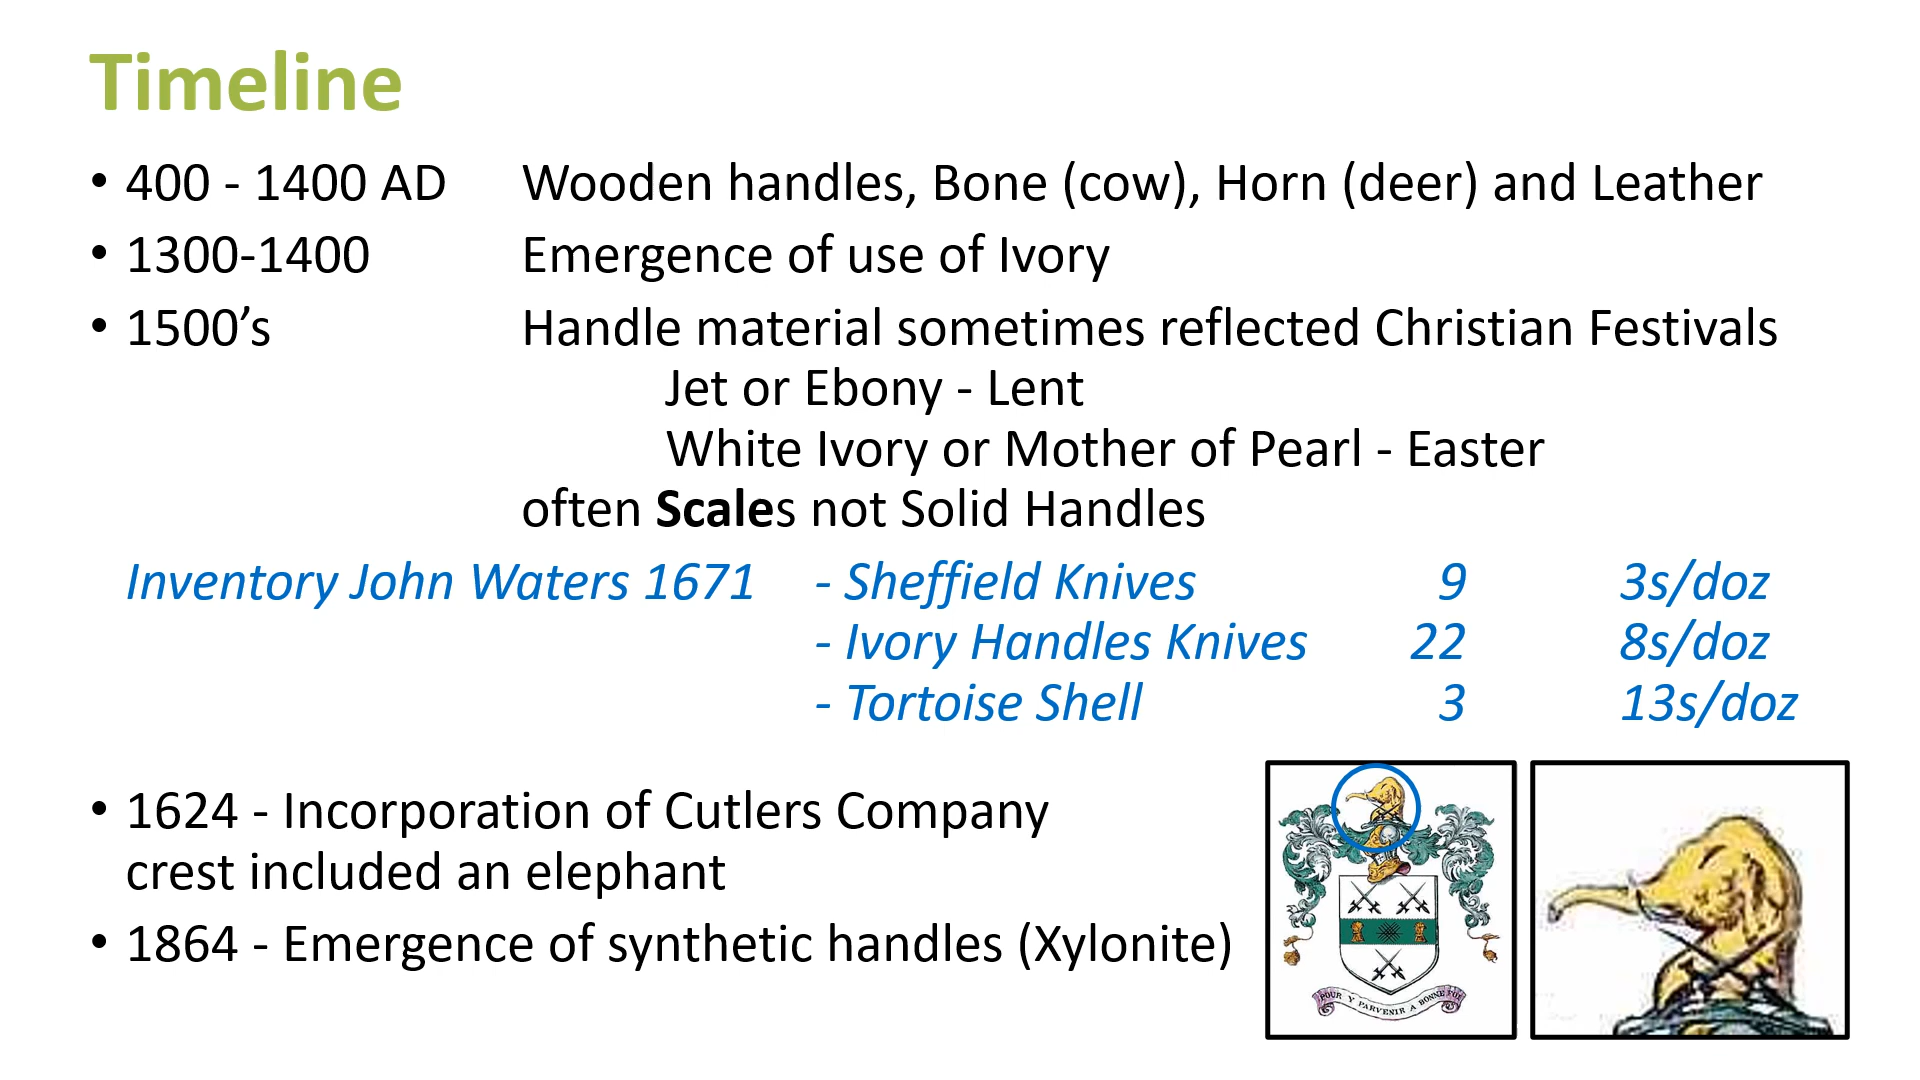 Timeline
• 400 - 1400 AD Wooden handles, Bone (cow), Horn (deer) and Leather
• 1300-1400 Emergence of use of Ivory
• 1500’s Handle material sometimes reflected Christian Festivals
Jet or Ebony - Lent
White Ivory or Mother of Pearl - Easter
often Scales not Solid Handles
Inventory John Waters 1671 - Sheffield Knives 9 3s/doz
- Ivory Handles Knives 22 8s/doz
- Tortoise Shell 3 13s/doz
• 1624 - Incorporation of Cutlers Company
crest included an elephant
• 1864 - Emergence of synthetic handles (Xylonite)
POUR Y PARVENIR A BONNE FOI